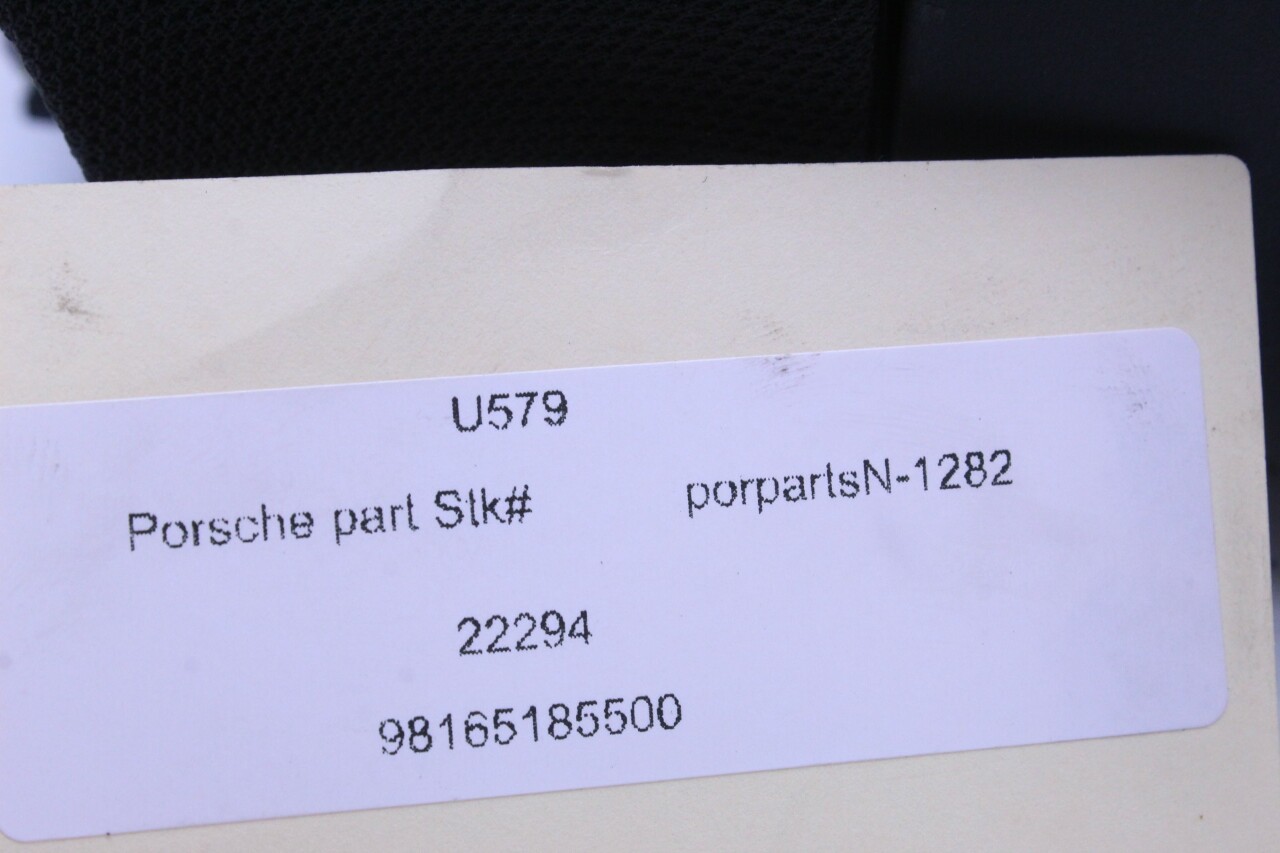 U579
Porsche part Stk# porpartsN-1282
22294
98165185500